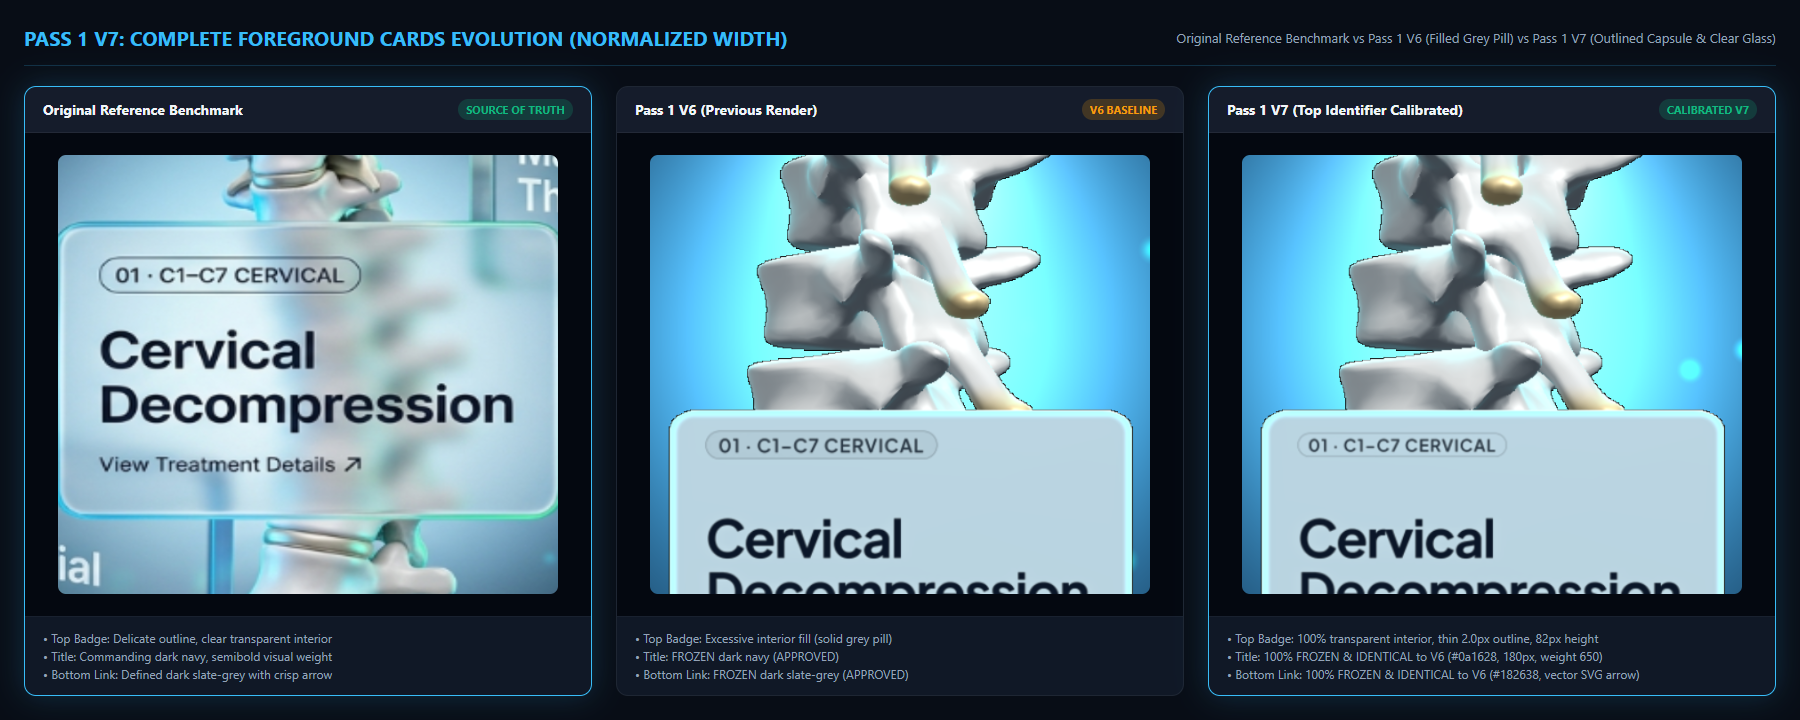 PASS 1 V7: COMPLETE FOREGROUND CARDS EVOLUTION (NORMALIZED WIDTH)
Original Reference Benchmark vs Pass 1 V6 (Filled Grey Pill) vs Pass 1 V7 (Outlined Capsule & Clear Glass)
Original Reference Benchmark
SOURCE OF TRUTH
Th
01 · C1–C7 CERVICAL
Cervical
Decompression
View Treatment Details ↗
ial
• Top Badge: Delicate outline, clear transparent interior
• Title: Commanding dark navy, semibold visual weight
• Bottom Link: Defined dark slate-grey with crisp arrow
Pass 1 V6 (Previous Render)
V6 BASELINE
01 · C1–C7 CERVICAL
Cervical
Decompression
• Top Badge: Excessive interior fill (solid grey pill)
• Title: FROZEN dark navy (APPROVED)
• Bottom Link: FROZEN dark slate-grey (APPROVED)
Pass 1 V7 (Top Identifier Calibrated)
CALIBRATED V7
01 · C1–C7 CERVICAL
Cervical
Decompression
• Top Badge: 100% transparent interior, thin 2.0px outline, 82px height
• Title: 100% FROZEN & IDENTICAL to V6 (#0a1628, 180px, weight 650)
• Bottom Link: 100% FROZEN & IDENTICAL to V6 (#182638, vector SVG arrow)